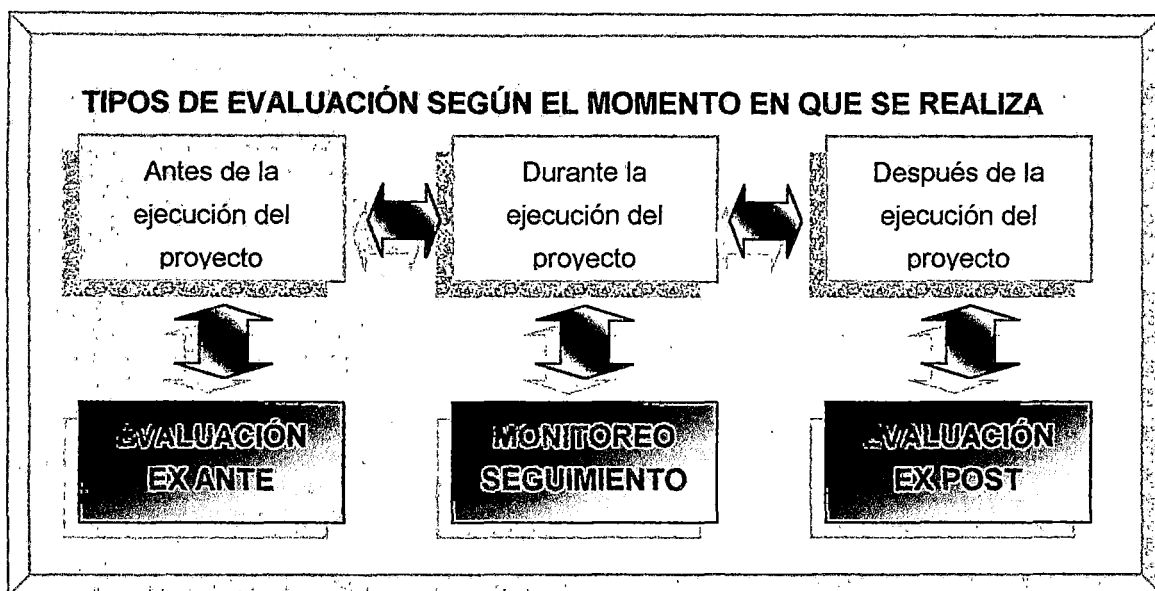 TIPOS DE EVALUACIÓN SEGÚN EL MOMENTO EN QUE SE REALIZA
Antes de la
ejecución del
proyecto
Durante la
ejecución del
proyecto
Después de la
ejecución del
proyecto
EVALUACIÓN
EX ANTE
MONITOREO
SEGUIMIENTO
EVALUACIÓN
EX POST